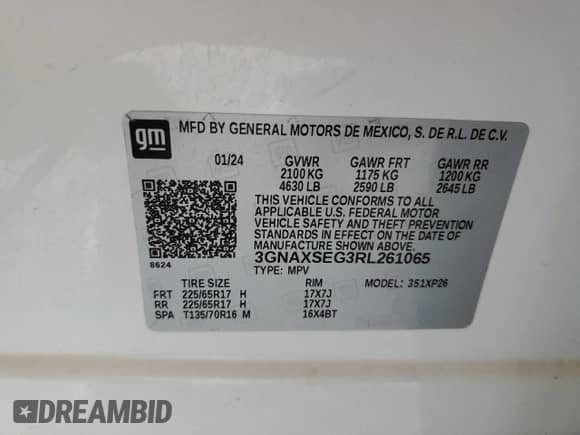 gm MFD BY GENERAL MOTORS DE MEXICO, S. DE R.L. DE C.V.
01/24 GVWR GAWR FRT GAWR RR
2100 KG 1175 KG 1200 KG
4630 LB 2590 LB 2645 LB
THIS VEHICLE CONFORMS TO ALL
APPLICABLE U.S. FEDERAL MOTOR
VEHICLE SAFETY AND THEFT PREVENTION
STANDARDS IN EFFECT ON THE DATE OF
MANUFACTURE SHOWN ABOVE.
3GNAXSEG3RL261065
8624 TYPE: MPV MODEL: 351XP26
TIRE SIZE RIM
FRT 225/65R17 H 17X7J
RR 225/65R17 H 17X7J
SPA T135/70R16 M 16X4BT
DREAMBID